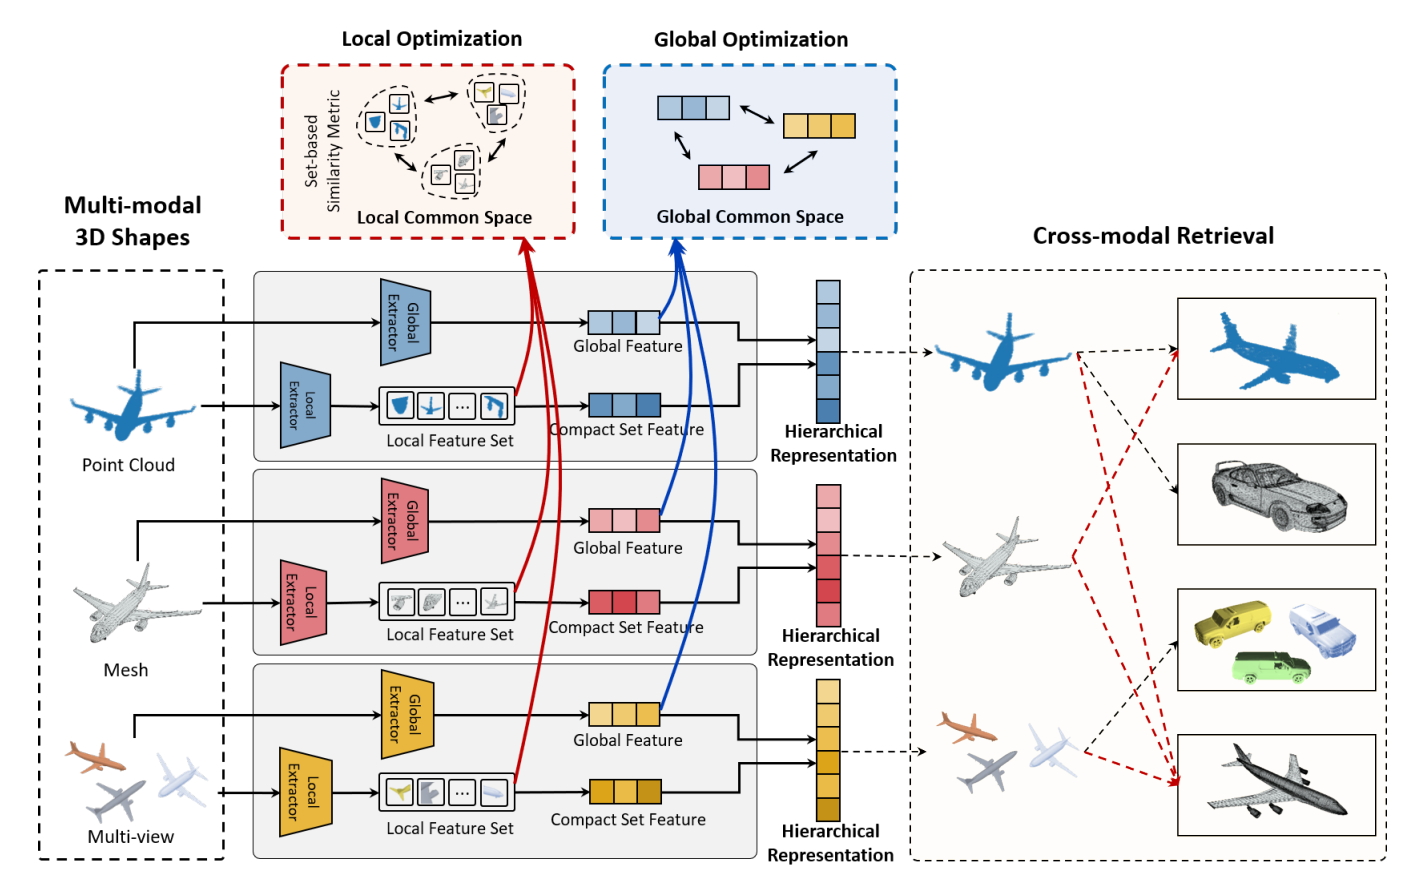 Local Optimization
Global Optimization
Set-based
Similarity Metric
Local Common Space
Global Common Space
Multi-modal
3D Shapes
Cross-modal Retrieval
Global
Extractor
Global Feature
Local
Extractor
Local Feature Set
Compact Set Feature
Point Cloud
Hierarchical
Representation
Global
Extractor
Global Feature
Local
Extractor
Local Feature Set
Compact Set Feature
Mesh
Hierarchical
Representation
Global
Extractor
Global Feature
Local
Extractor
Local Feature Set
Compact Set Feature
Multi-view
Hierarchical
Representation